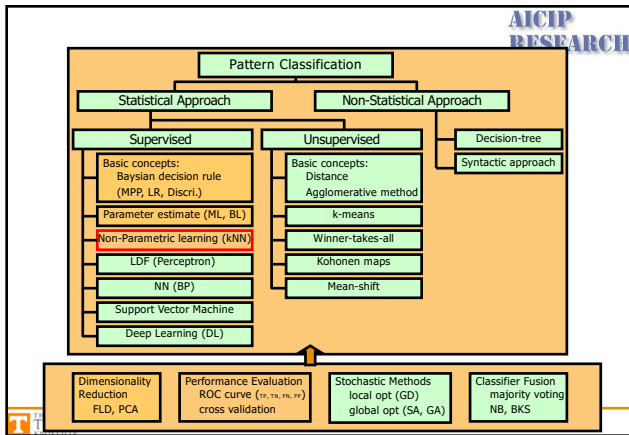 AICIP
RESEARCH
Pattern Classification
Statistical Approach
Non-Statistical Approach
Supervised
Unsupervised
Decision-tree
Syntactic approach
Basic concepts:
Baysian decision rule
(MPP, LR, Discri.)
Parameter estimate (ML, BL)
Non-Parametric learning (kNN)
LDF (Perceptron)
NN (BP)
Support Vector Machine
Deep Learning (DL)
Basic concepts:
Distance
Agglomerative method
k-means
Winner-takes-all
Kohonen maps
Mean-shift
Dimensionality
Reduction
FLD, PCA
Performance Evaluation
ROC curve (TP, TN, FN, FP)
cross validation
Stochastic Methods
local opt (GD)
global opt (SA, GA)
Classifier Fusion
majority voting
NB, BKS